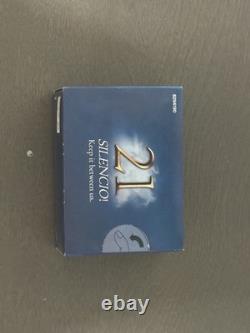 21
SILENCIO!
Keep it between us.